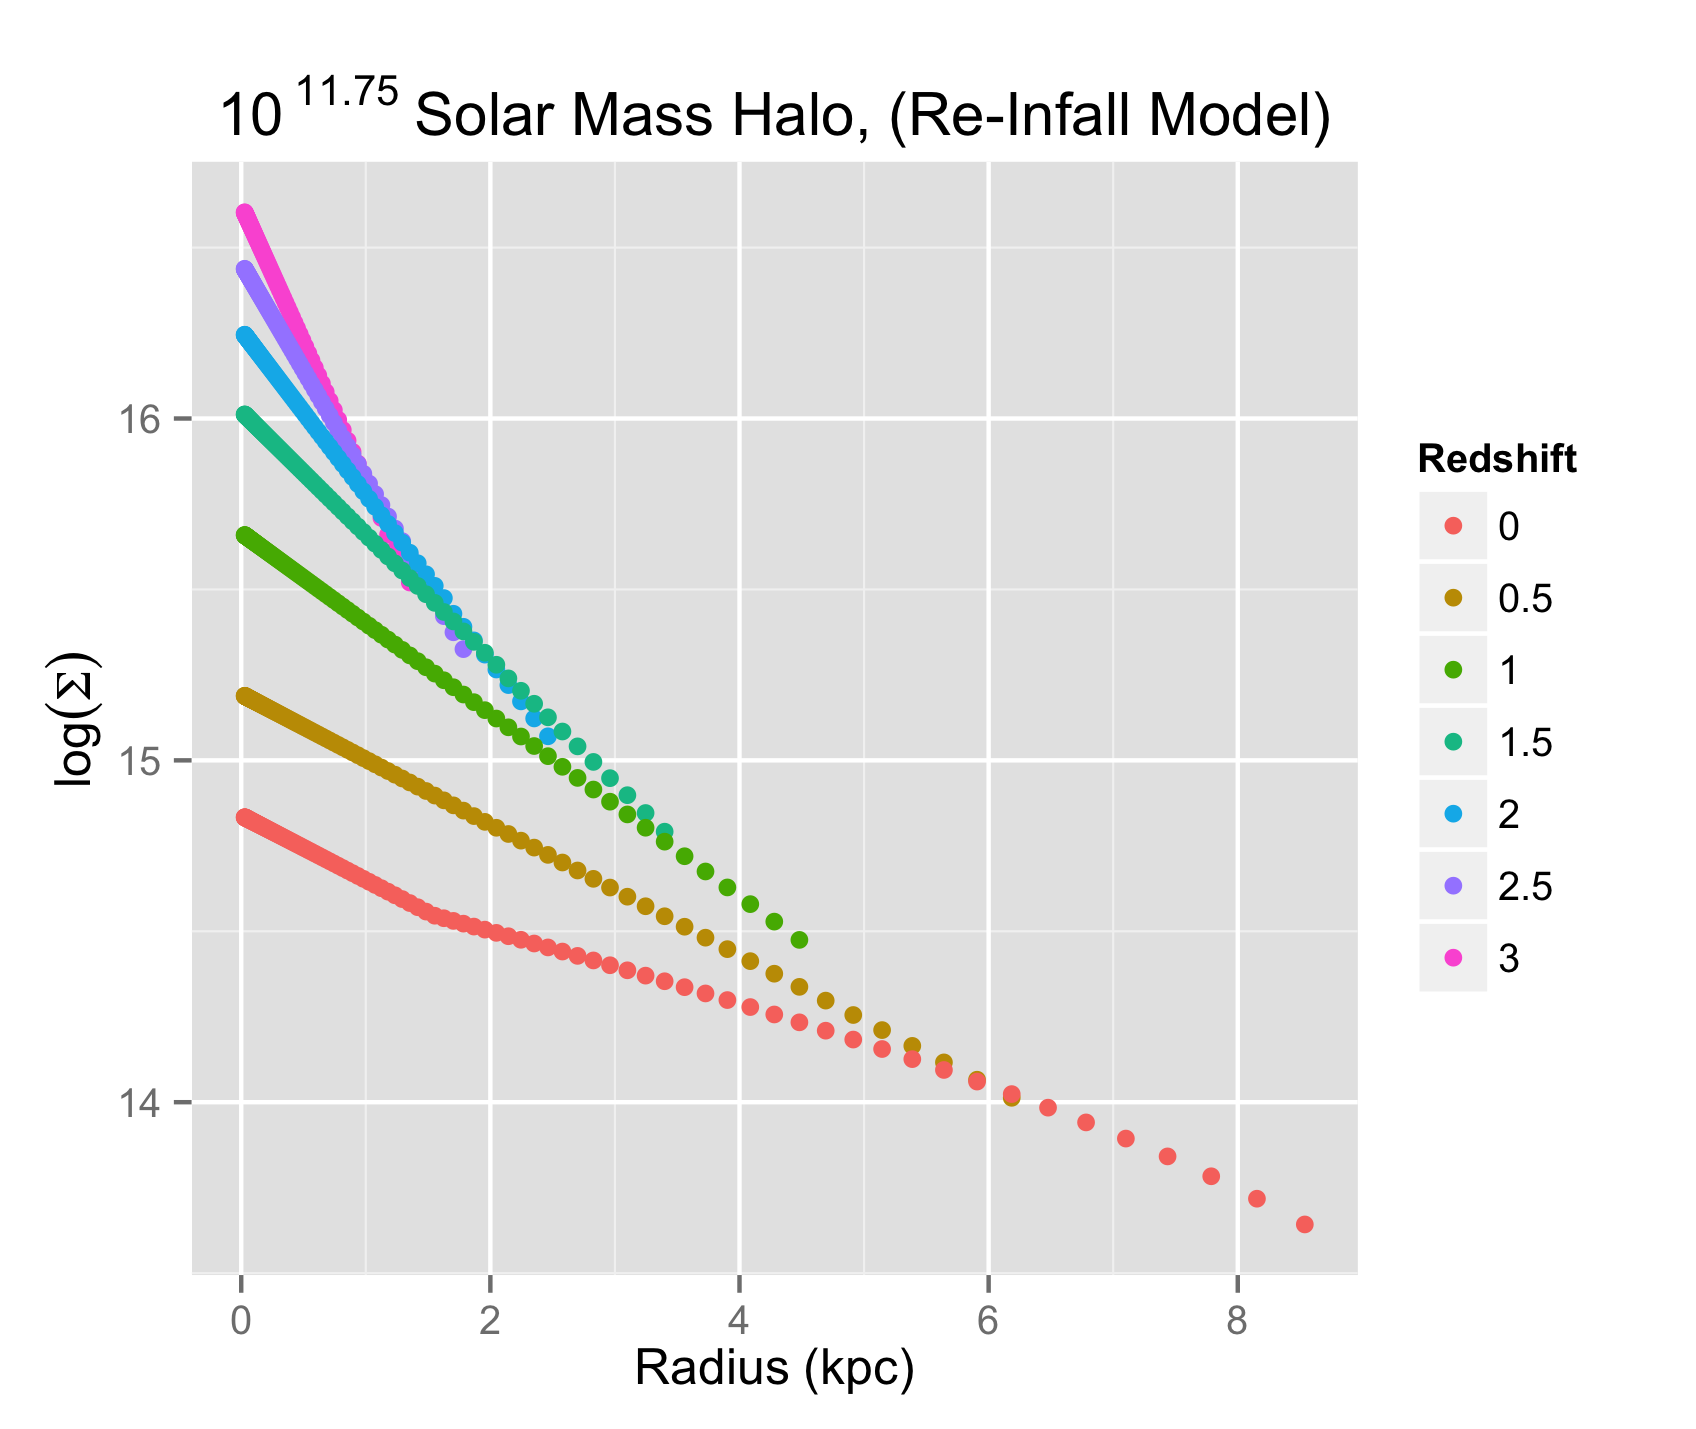 10 11.75 Solar Mass Halo, (Re-Infall Model)
log(Σ)
16
15
14
0 2 4 6 8
Radius (kpc)
Redshift
0
0.5
1
1.5
2
2.5
3